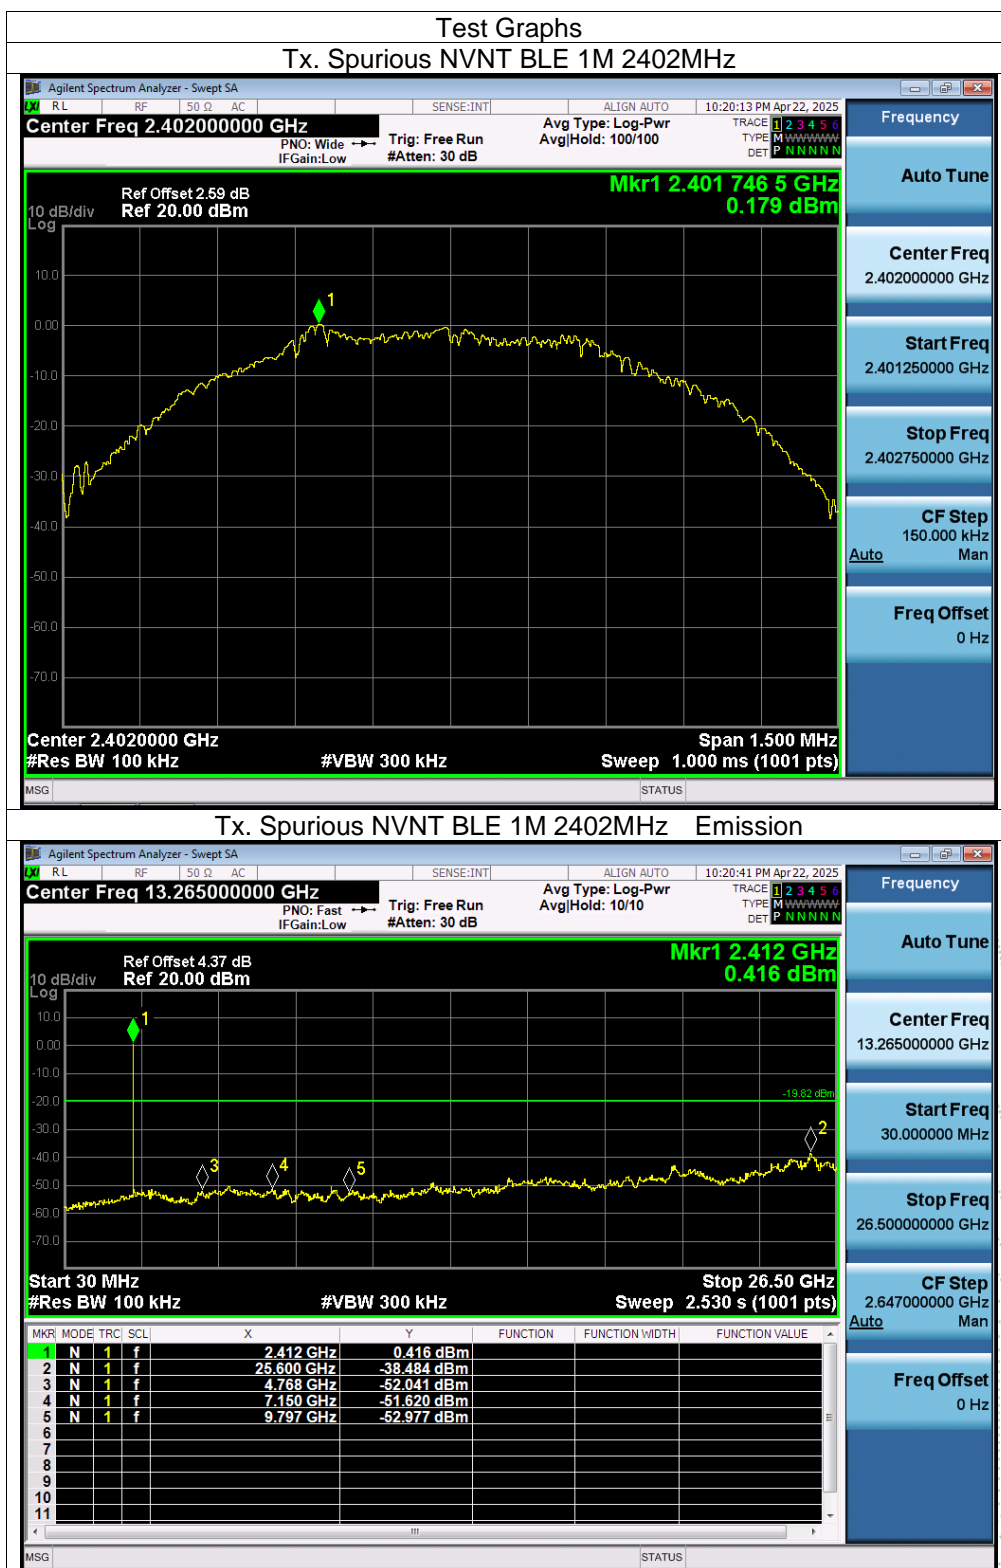 Test Graphs
Tx. Spurious NVNT BLE 1M 2402MHz
Agilent Spectrum Analyzer - Swept SA
LXI RL RF 50 Ω AC SENSE:INT ALIGN AUTO 10:20:13 PM Apr 22, 2025
Frequency
Center Freq 2.402000000 GHz
Avg Type: Log-Pwr
TRACE 1 2 3 4 5 6
PNO: Wide Trig: Free Run Avg|Hold: 100/100 TYPE M WWWWW
IFGain:Low #Atten: 30 dB DET P N N N N N
Auto Tune
Mkr1 2.401 746 5 GHz
0.179 dBm
Ref Offset 2.59 dB
10 dB/div Ref 20.00 dBm
Log
10.0
0.00
-10.0
-20.0
-30.0
-40.0
-50.0
-60.0
-70.0
1
Center Freq
2.402000000 GHz
Start Freq
2.401250000 GHz
Stop Freq
2.402750000 GHz
CF Step
150.000 kHz
Auto Man
Freq Offset
0 Hz
Center 2.4020000 GHz Span 1.500 MHz
#Res BW 100 kHz #VBW 300 kHz Sweep 1.000 ms (1001 pts)
MSG STATUS
Tx. Spurious NVNT BLE 1M 2402MHz Emission
Agilent Spectrum Analyzer - Swept SA
LXI RL RF 50 Ω AC SENSE:INT ALIGN AUTO 10:20:41 PM Apr 22, 2025
Frequency
Center Freq 13.265000000 GHz
Avg Type: Log-Pwr
TRACE 1 2 3 4 5 6
PNO: Fast Trig: Free Run Avg|Hold: 10/10 TYPE M WWWWW
IFGain:Low #Atten: 30 dB DET P N N N N N
Auto Tune
Mkr1 2.412 GHz
0.416 dBm
Ref Offset 4.37 dB
10 dB/div Ref 20.00 dBm
Log
10.0
0.00
-10.0
-20.0
-30.0
-40.0
-50.0
-60.0
-70.0
1
-19.82 dBm
2
3
4
5
Center Freq
13.265000000 GHz
Start Freq
30.000000 MHz
Stop Freq
26.500000000 GHz
CF Step
2.647000000 GHz
Auto Man
Freq Offset
0 Hz
Start 30 MHz Stop 26.50 GHz
#Res BW 100 kHz #VBW 300 kHz Sweep 2.530 s (1001 pts)
MKR MODE TRC SCL X Y FUNCTION FUNCTION WIDTH FUNCTION VALUE
1 N 1 f 2.412 GHz 0.416 dBm
2 N 1 f 25.600 GHz -38.484 dBm
3 N 1 f 4.768 GHz -52.041 dBm
4 N 1 f 7.150 GHz -51.620 dBm
5 N 1 f 9.797 GHz -52.977 dBm
6
7
8
9
10
11
MSG STATUS